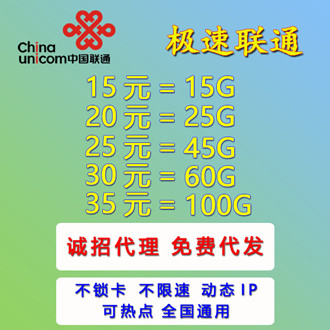 China
unicom中国联通
极速联通
15元=15G
20元=25G
25元=45G
30元=60G
35元=100G
诚招代理 免费代发
不锁卡 不限速 动态IP
可热点 全国通用